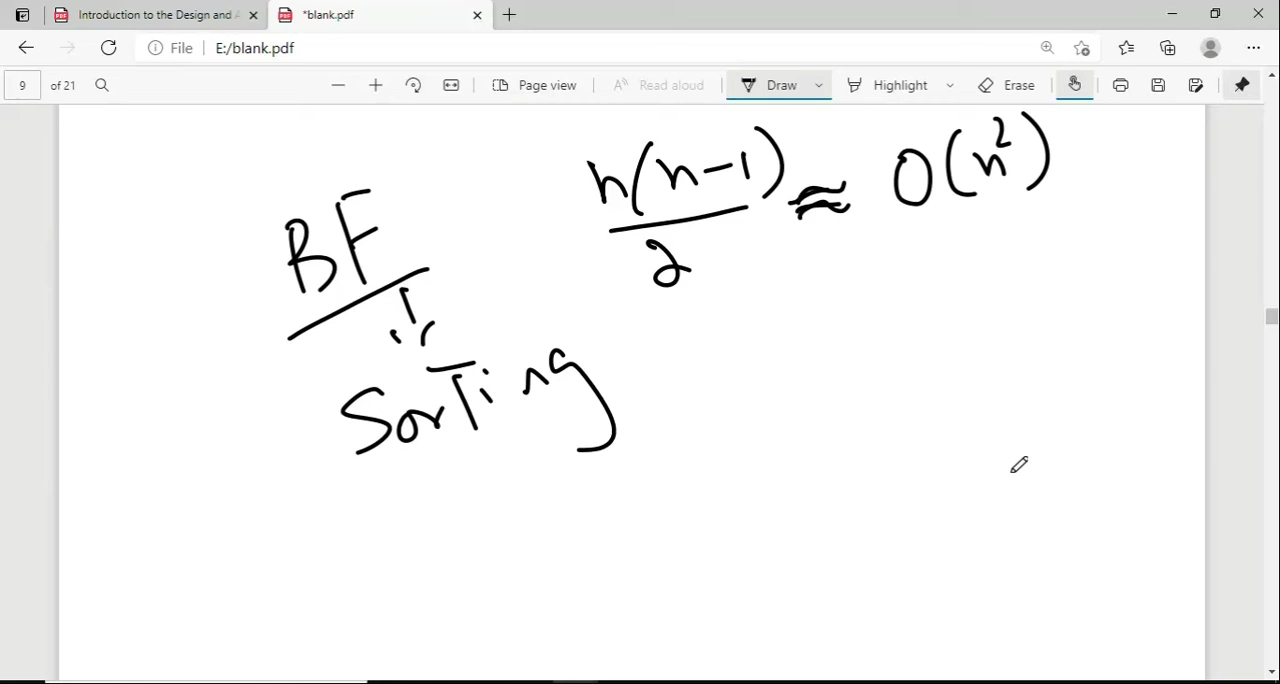 Introduction to the Design and A
*blank.pdf
File
E:/blank.pdf
9 of 21
Page view
Read aloud
Draw
Highlight
Erase
n(n-1)/2 ≈ O(n²)
BF
Sorting